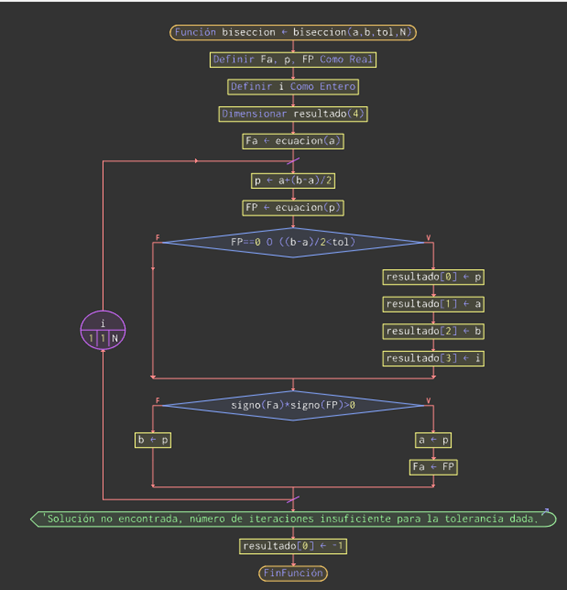 Función biseccion ← biseccion(a,b,tol,N)
Definir Fa, p, FP Como Real
Definir i Como Entero
Dimensionar resultado(4)
Fa ← ecuacion(a)
p ← a+(b-a)/2
FP ← ecuacion(p)
F
FP==0 O ((b-a)/2<tol)
V
resultado[0] ← p
resultado[1] ← a
resultado[2] ← b
resultado[3] ← i
i
1 1 N
F
signo(Fa)*signo(FP)>0
V
b ← p
a ← p
Fa ← FP
'Solución no encontrada, número de iteraciones insuficiente para la tolerancia dada.'
resultado[0] ← -1
FinFunción